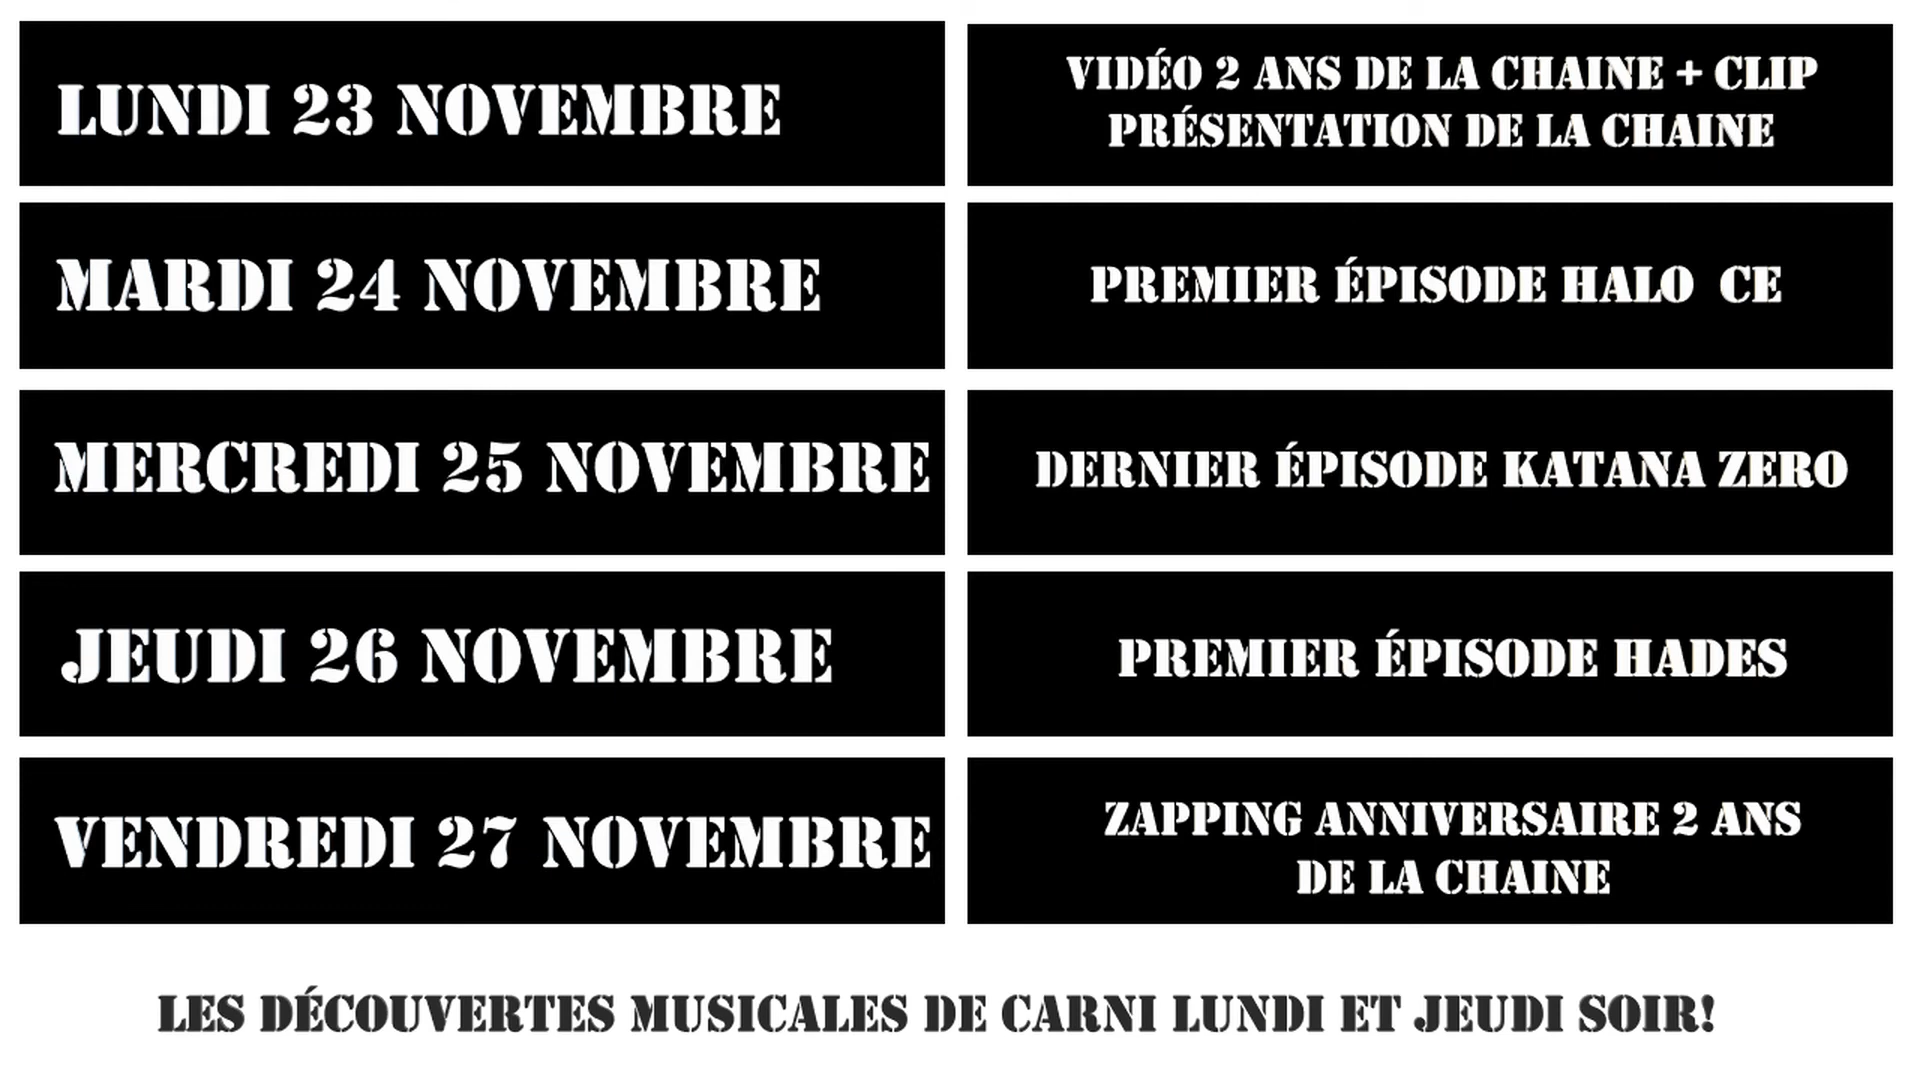 LUNDI 23 NOVEMBRE
VIDÉO 2 ANS DE LA CHAINE + CLIP
PRÉSENTATION DE LA CHAINE
MARDI 24 NOVEMBRE
PREMIER ÉPISODE HALO CE
MERCREDI 25 NOVEMBRE
DERNIER ÉPISODE KATANA ZERO
JEUDI 26 NOVEMBRE
PREMIER ÉPISODE HADES
VENDREDI 27 NOVEMBRE
ZAPPING ANNIVERSAIRE 2 ANS
DE LA CHAINE
LES DÉCOUVERTES MUSICALES DE CARNI LUNDI ET JEUDI SOIR!